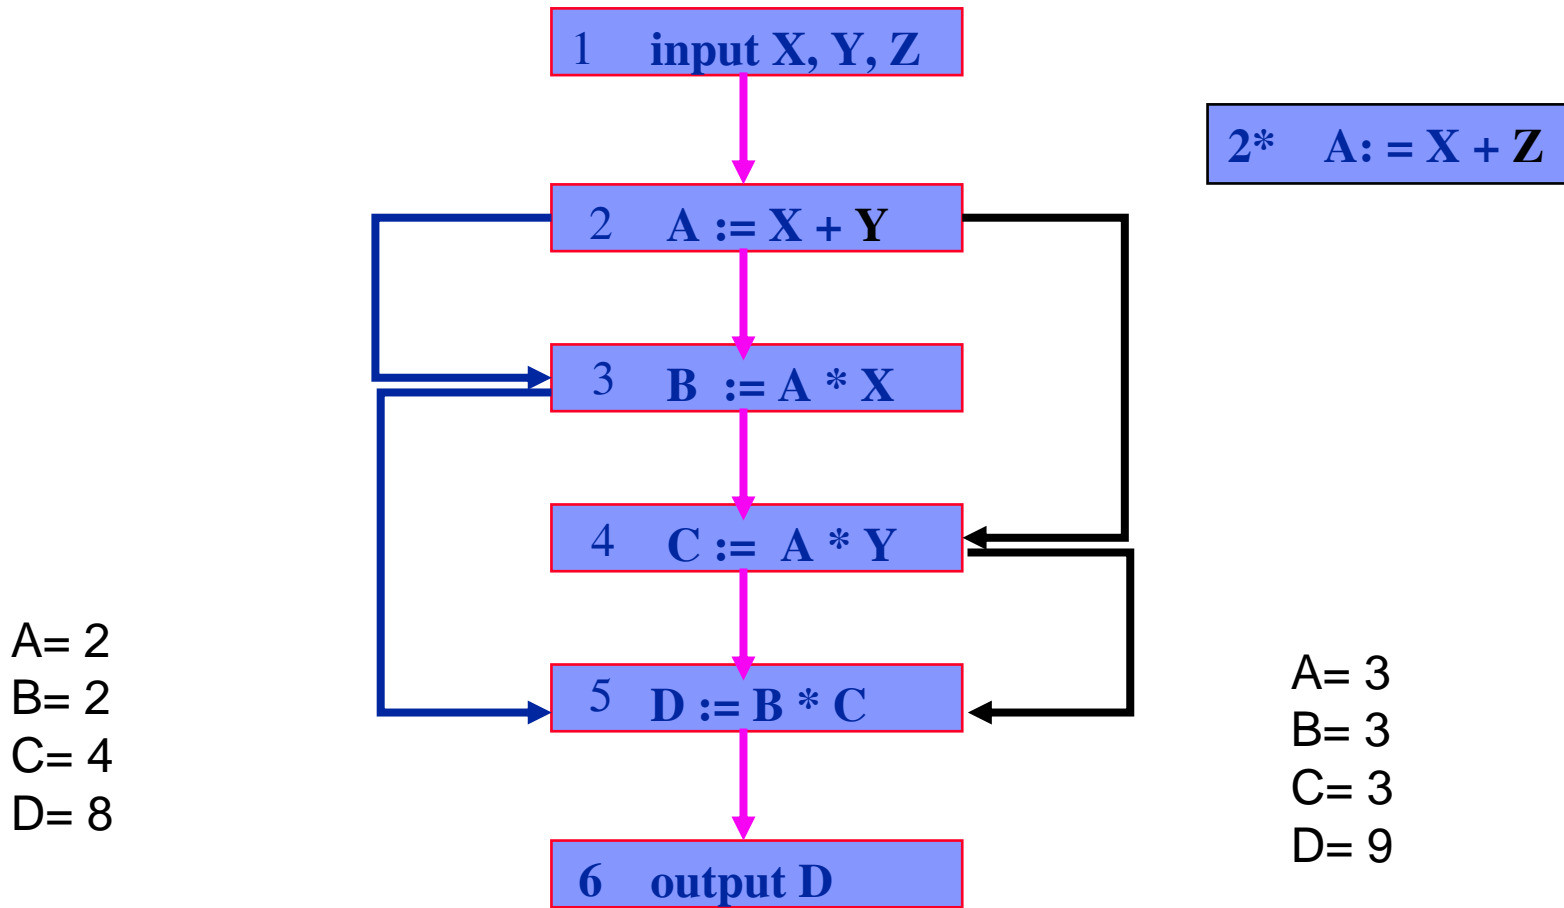 1 input X, Y, Z
2* A: = X + Z
2 A := X + Y
3 B := A * X
4 C := A * Y
5 D := B * C
6 output D
A= 2
B= 2
C= 4
D= 8
A= 3
B= 3
C= 3
D= 9